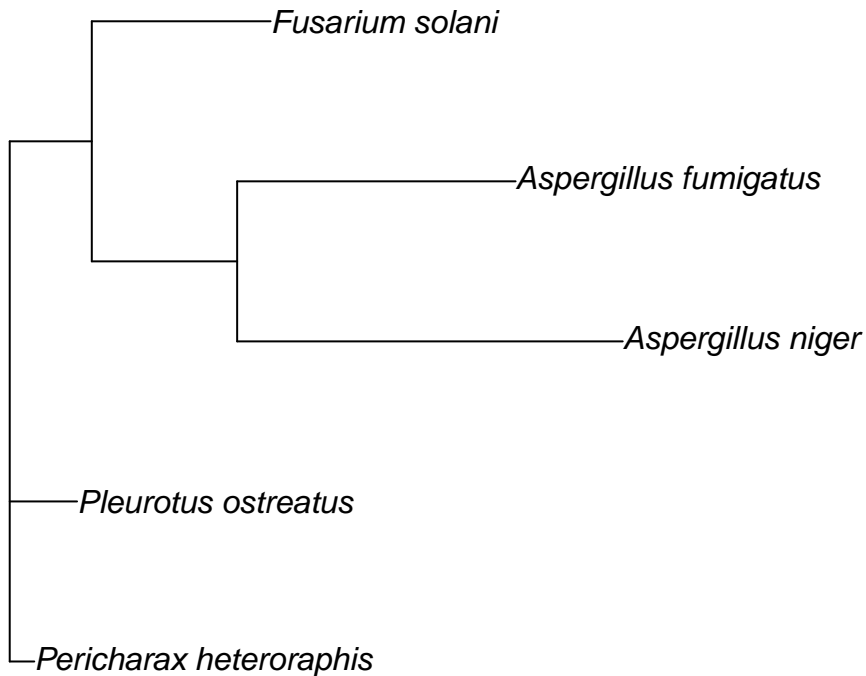 Fusarium solani
Aspergillus fumigatus
Aspergillus niger
Pleurotus ostreatus
Pericharax heteroraphis